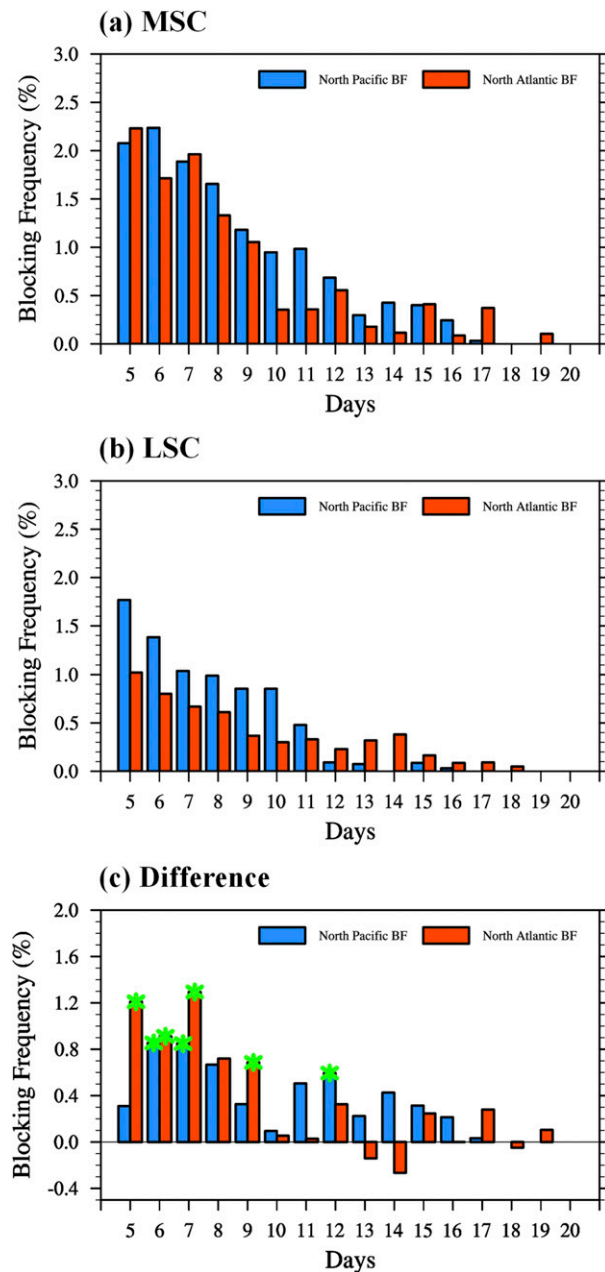 (a) MSC
North Pacific BF North Atlantic BF
3.0
2.5
2.0
1.5
1.0
0.5
0.0
Blocking Frequency (%)
5 6 7 8 9 10 11 12 13 14 15 16 17 18 19 20
Days
(b) LSC
North Pacific BF North Atlantic BF
3.0
2.5
2.0
1.5
1.0
0.5
0.0
Blocking Frequency (%)
5 6 7 8 9 10 11 12 13 14 15 16 17 18 19 20
Days
(c) Difference
North Pacific BF North Atlantic BF
2.0
1.6
1.2
0.8
0.4
0.0
-0.4
Blocking Frequency (%)
5 6 7 8 9 10 11 12 13 14 15 16 17 18 19 20
Days